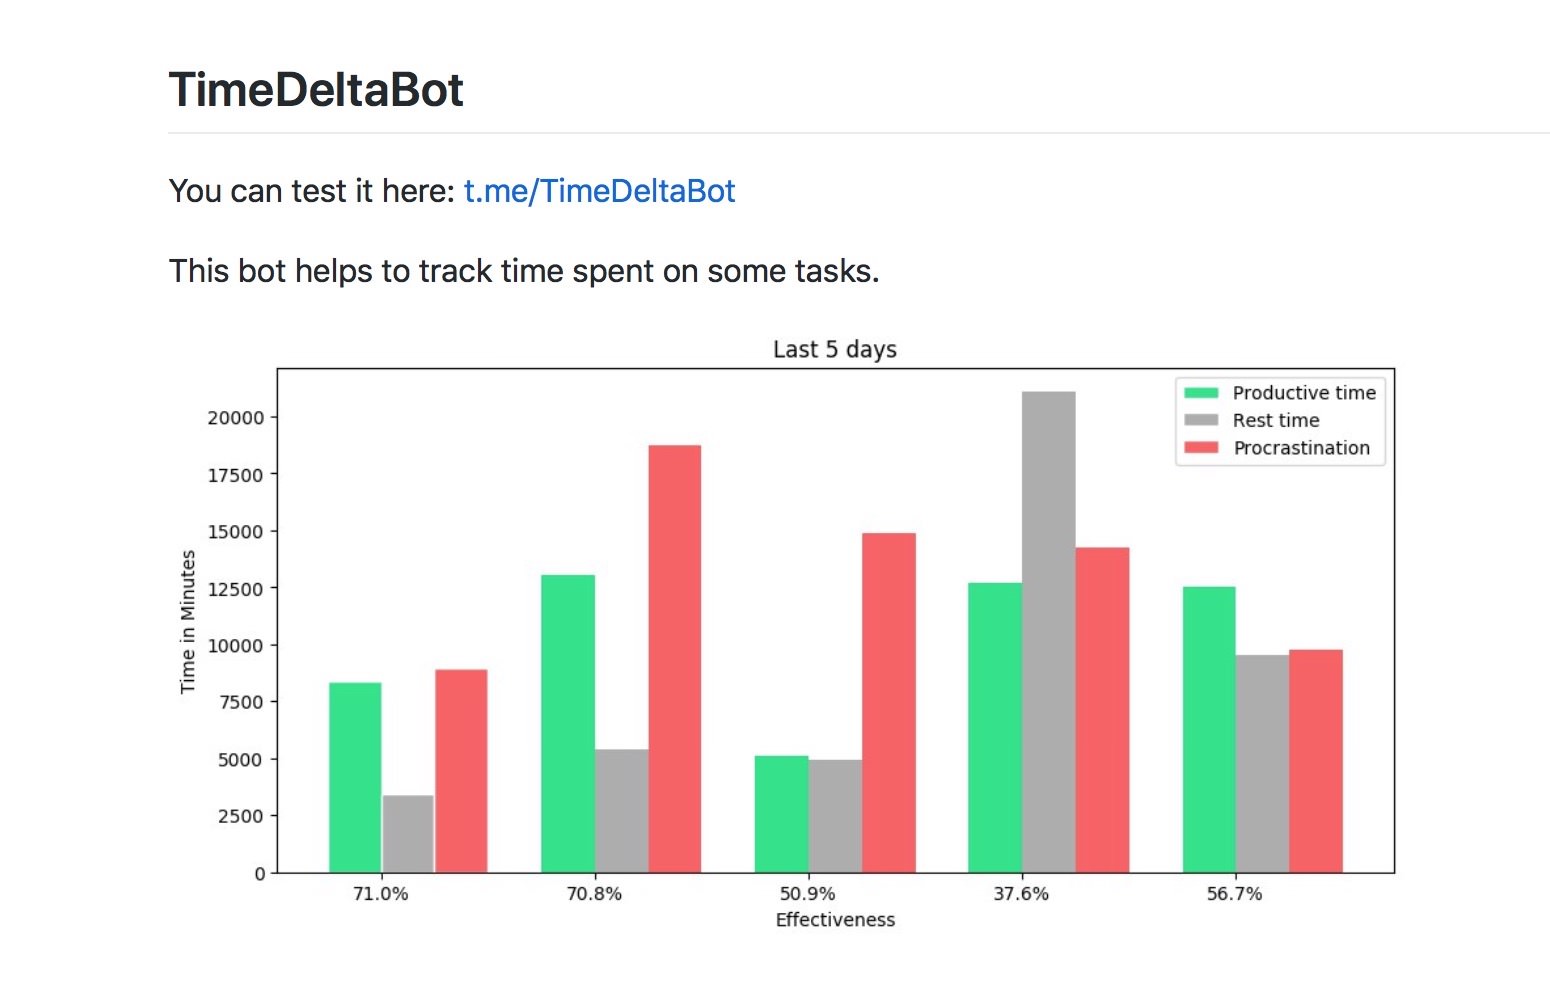 TimeDeltaBot
You can test it here: t.me/TimeDeltaBot
This bot helps to track time spent on some tasks.
Last 5 days
Productive time
Rest time
Procrastination
Time in Minutes
20000
17500
15000
12500
10000
7500
5000
2500
0
71.0% 70.8% 50.9% 37.6% 56.7%
Effectiveness